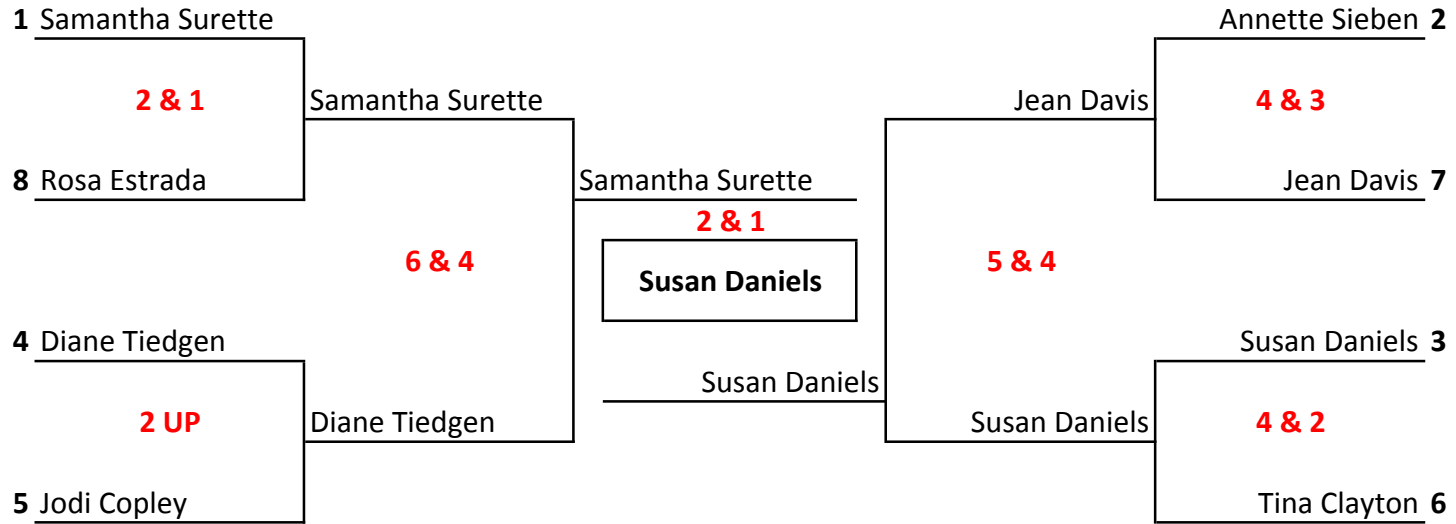 1 Samantha Surette
Annette Sieben 2
2 & 1
Samantha Surette
Jean Davis
4 & 3
8 Rosa Estrada
Samantha Surette
Jean Davis 7
2 & 1
6 & 4
Susan Daniels
5 & 4
4 Diane Tiedgen
Susan Daniels 3
Susan Daniels
2 UP
Diane Tiedgen
Susan Daniels
4 & 2
5 Jodi Copley
Tina Clayton 6